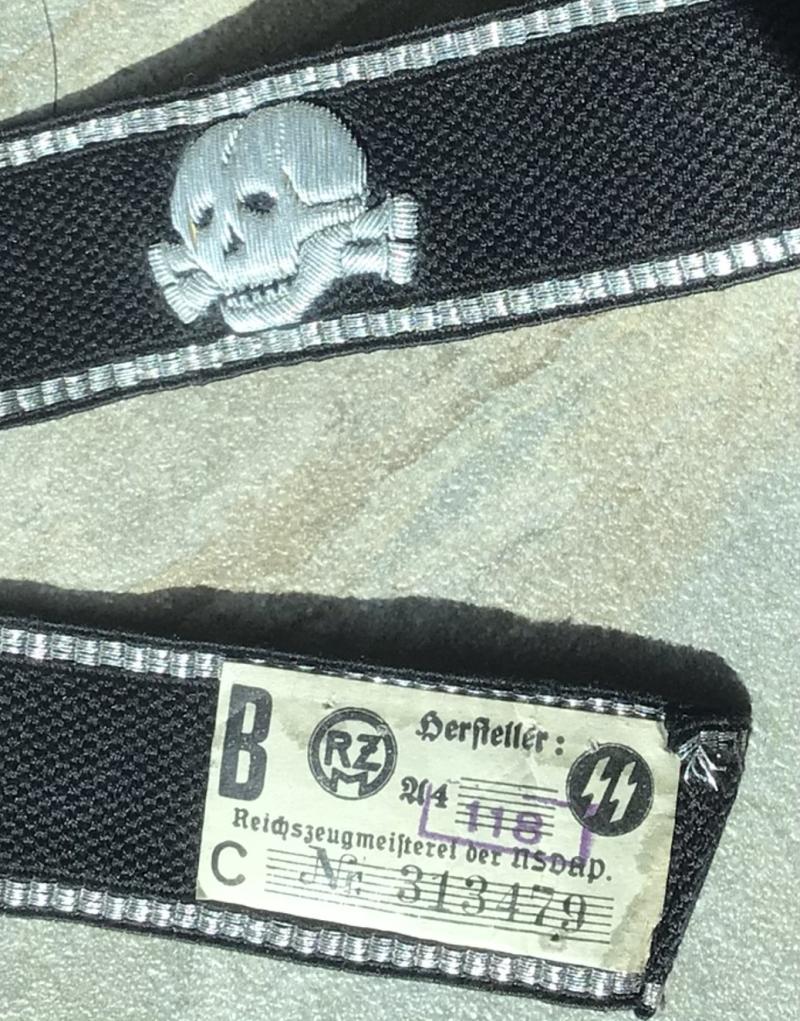 B RZM Hersteller:
A4 118
Reichszeugmeisterei der NSDAP.
C Nr. 313479